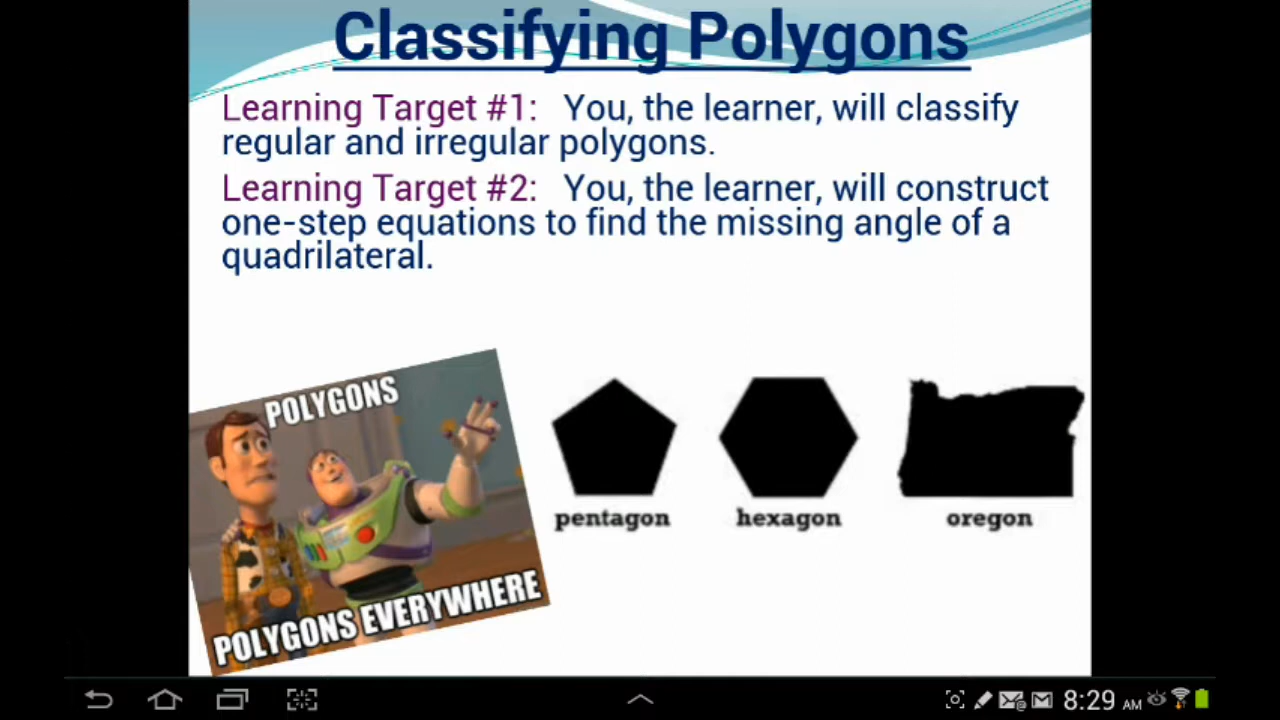 Classifying Polygons
Learning Target #1: You, the learner, will classify
regular and irregular polygons.
Learning Target #2: You, the learner, will construct
one-step equations to find the missing angle of a
quadrilateral.
POLYGONS
POLYGONS EVERYWHERE
pentagon hexagon oregon
8:29 AM